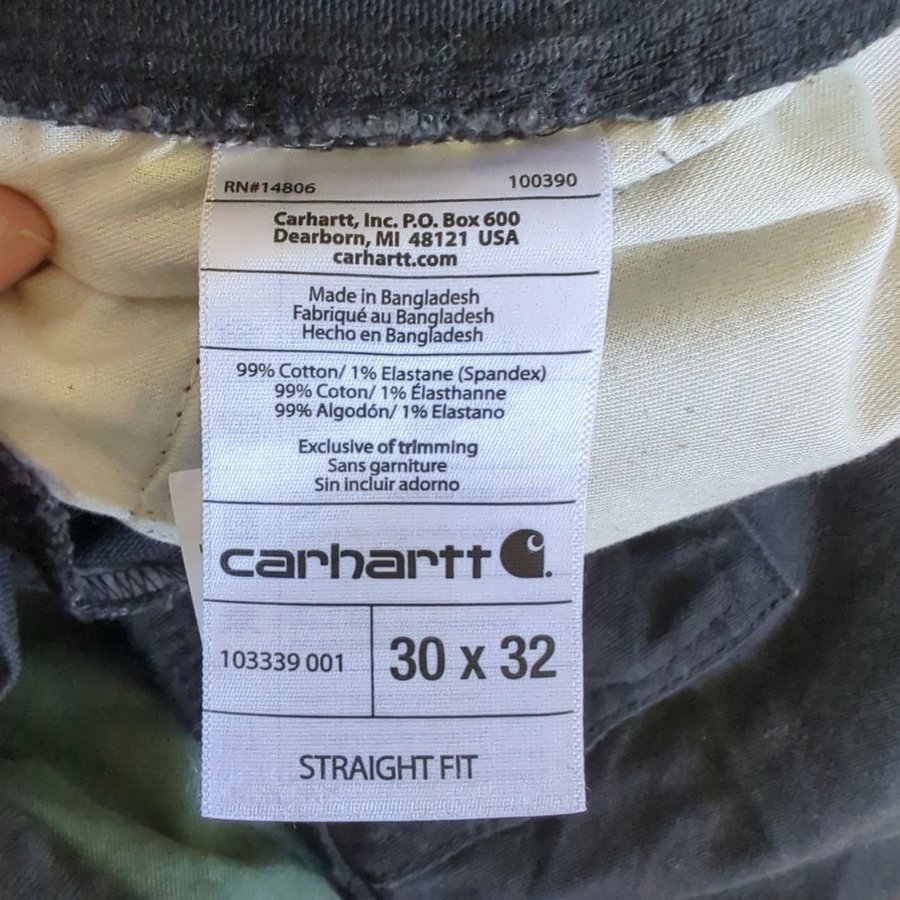 RN#14806 100390
Carhartt, Inc. P.O. Box 600
Dearborn, MI 48121 USA
carhartt.com
Made in Bangladesh
Fabriqué au Bangladesh
Hecho en Bangladesh
99% Cotton/ 1% Elastane (Spandex)
99% Coton/ 1% Élasthanne
99% Algodón/ 1% Elastano
Exclusive of trimming
Sans garniture
Sin incluir adorno
carhartt
103339 001 30 x 32
STRAIGHT FIT